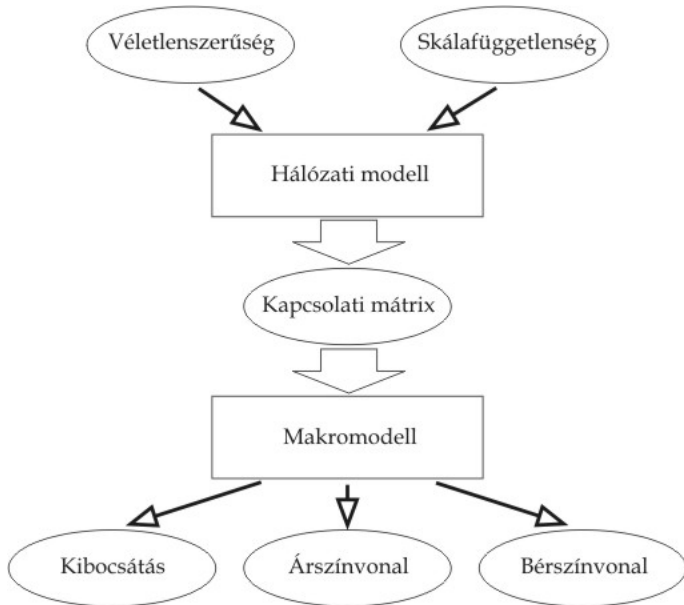 Véletlenszerűség
Skálafüggetlenség
Hálózati modell
Kapcsolati mátrix
Makromodell
Kibocsátás
Árszínvonal
Bérszínvonal